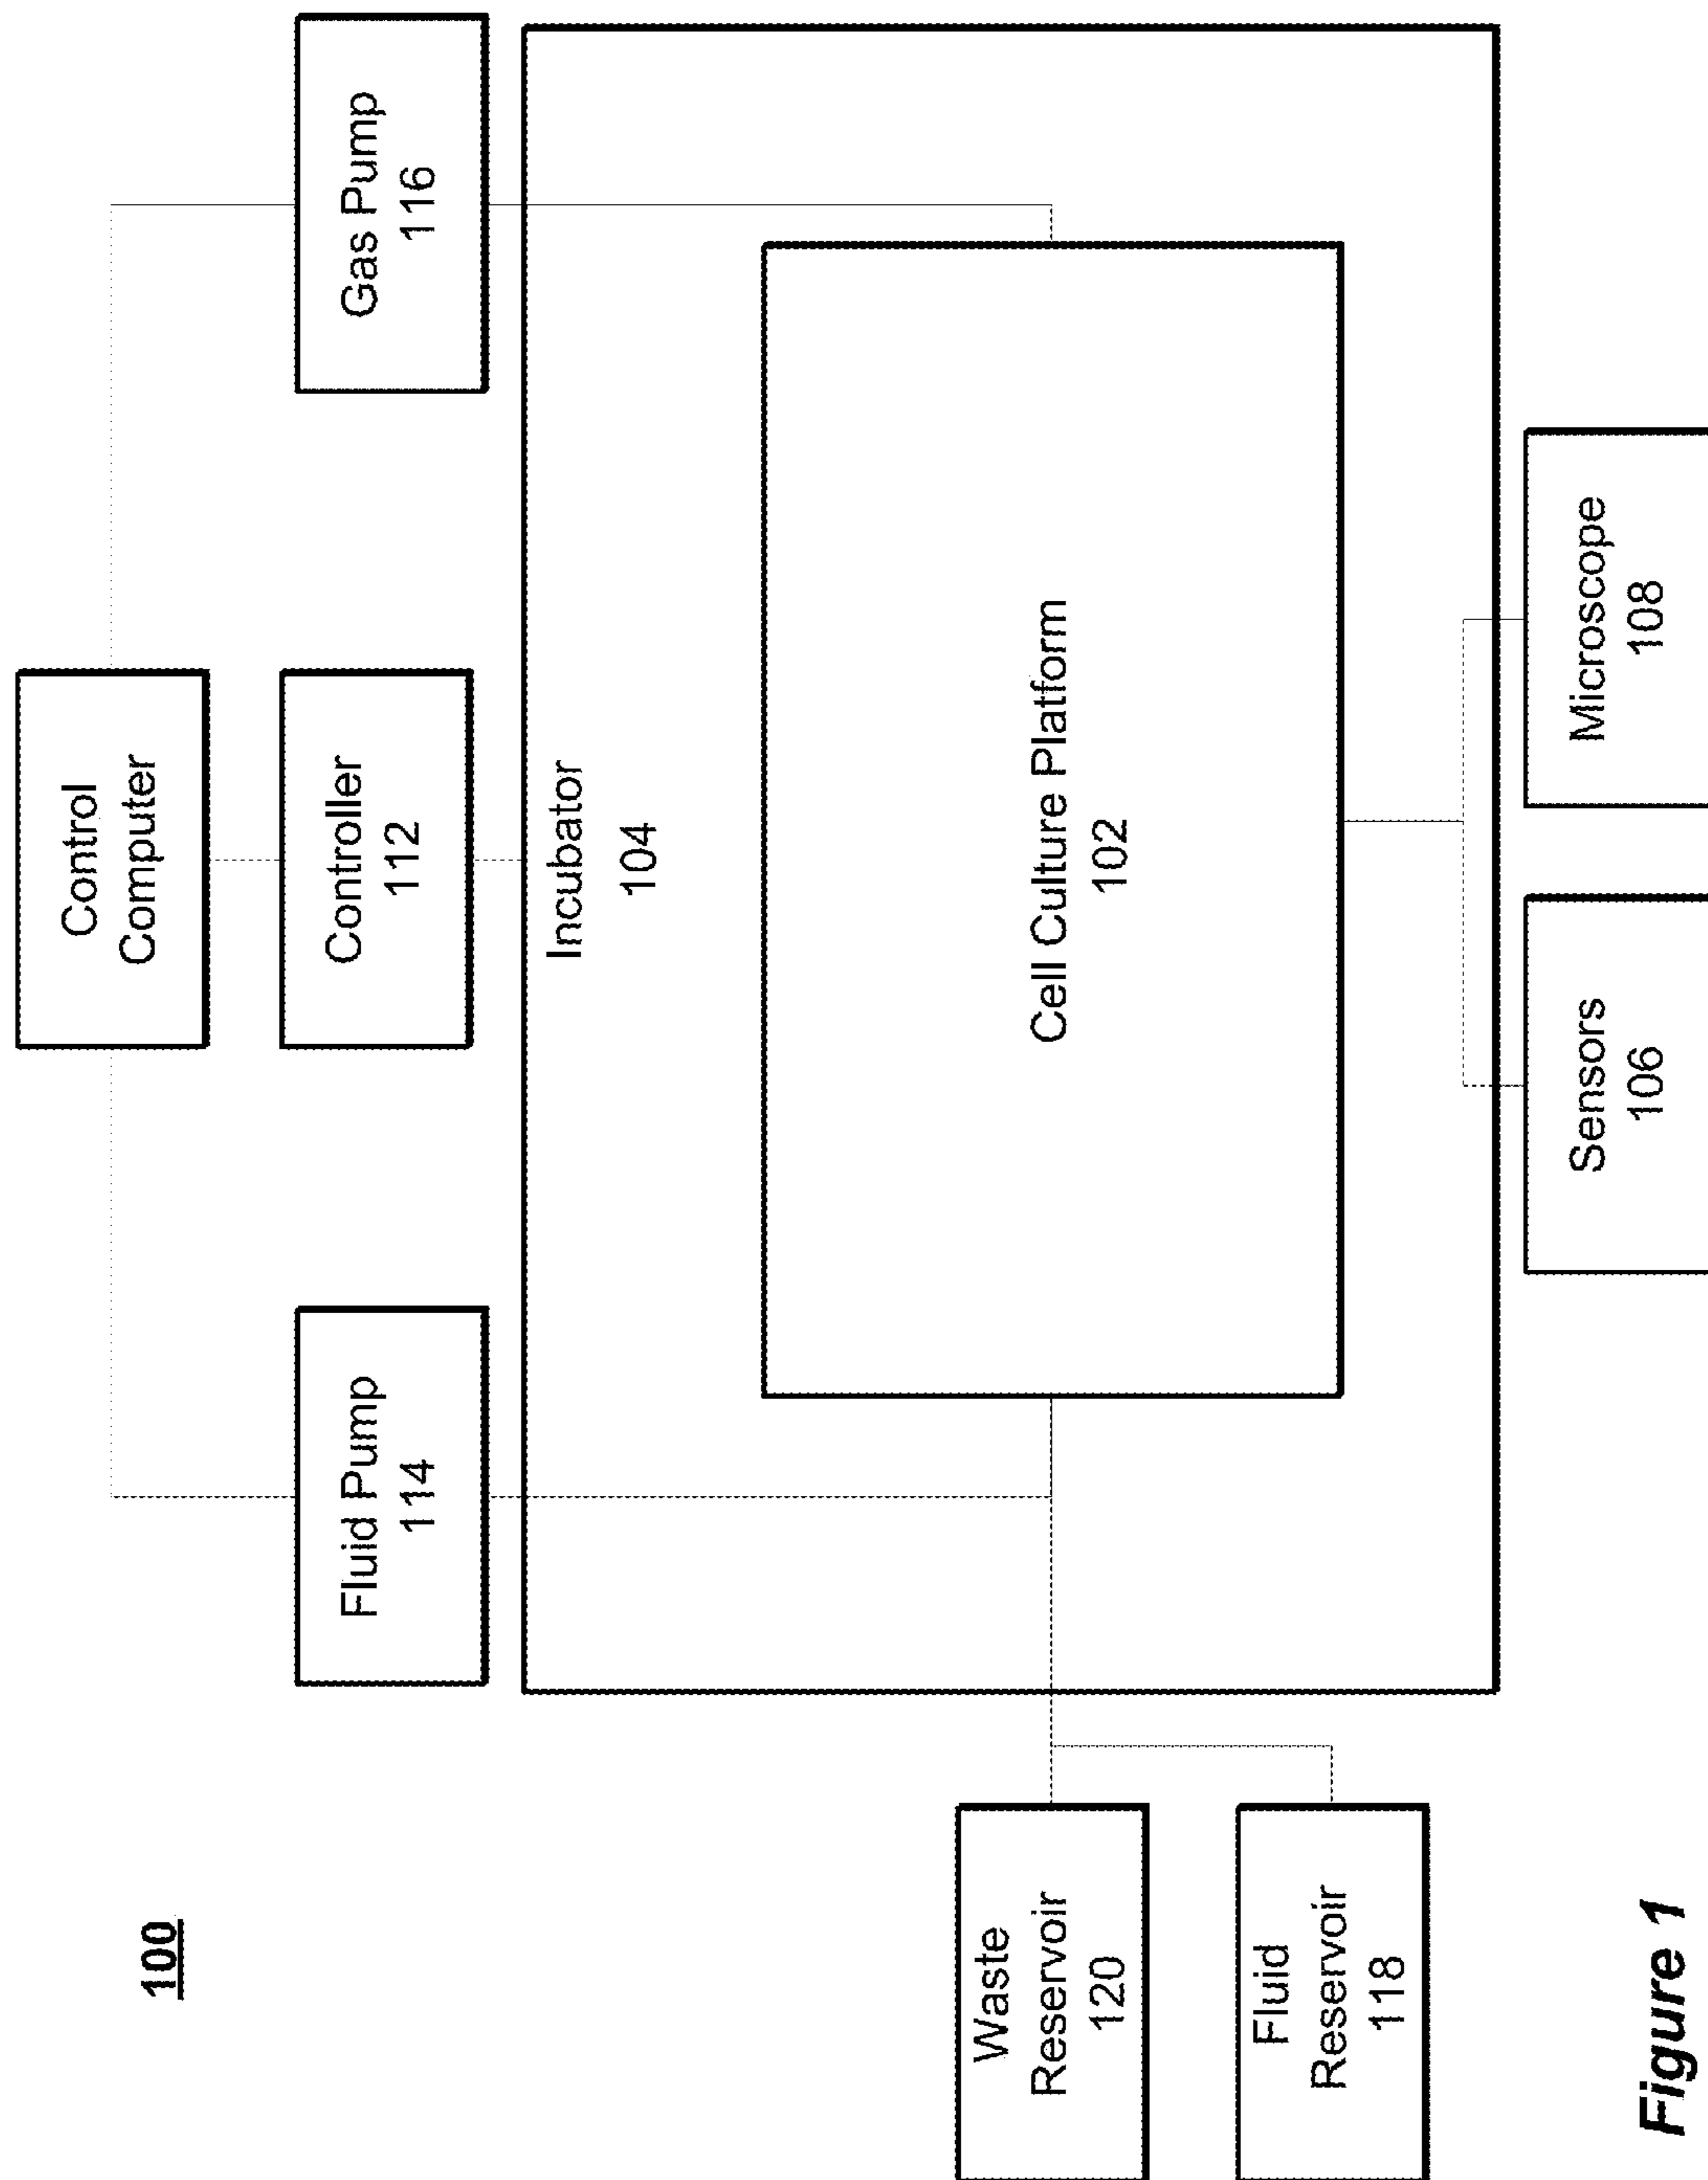 100
Control
Computer
Fluid Pump
114
Controller
112
Gas Pump
116
Incubator
104
Cell Culture Platform
102
Waste
Reservoir
120
Fluid
Reservoir
118
Sensors
106
Microscope
108
Figure 1